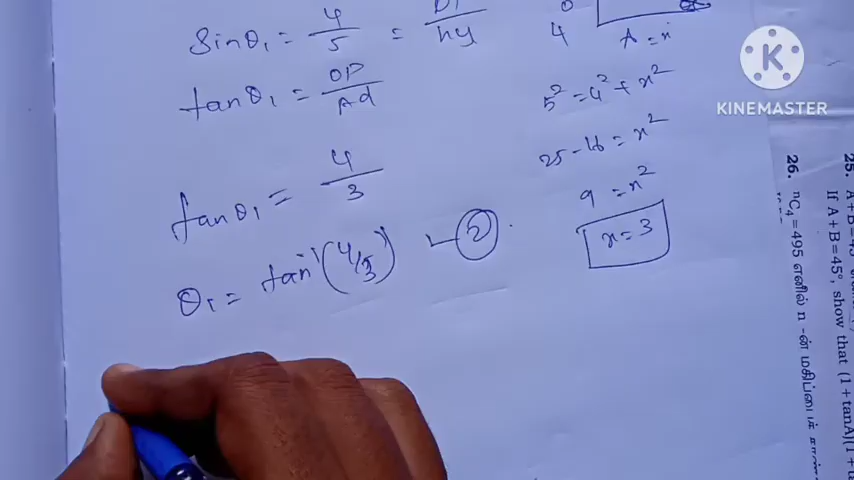 sinθ₁ = 4/5 = /hy
tanθ₁ = OP/Ad
tanθ₁ = 4/3
θ₁ = tan⁻¹(4/3) ②
4
A = x
5² = 4² + x²
25 - 16 = x²
9 = x²
x = 3
K
KINEMASTER
25. A+B=45°
If A+B=45°, show that (1+tanA)(1+t
26. ⁿC₄=495 எனில் n -ன் மதிப்பைக்